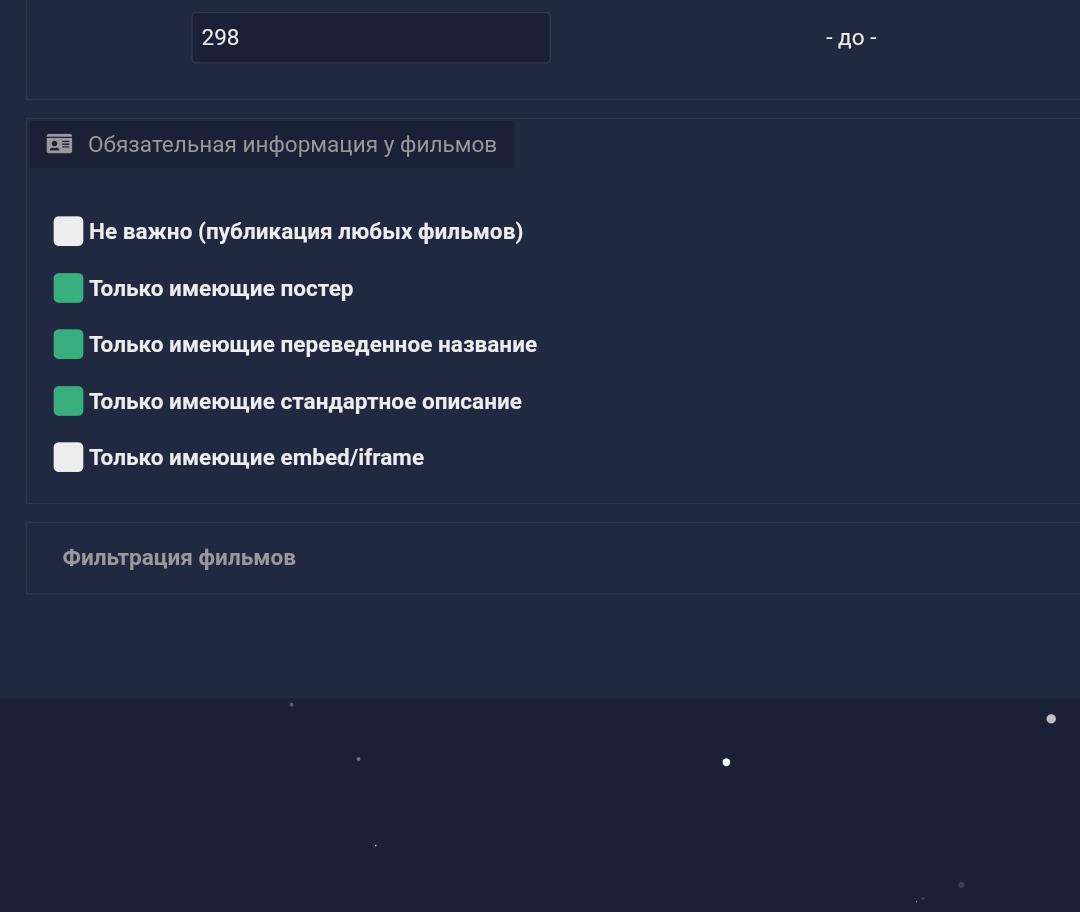 298
- до -
Обязательная информация у фильмов
Не важно (публикация любых фильмов)
Только имеющие постер
Только имеющие переведенное название
Только имеющие стандартное описание
Только имеющие embed/iframe
Фильтрация фильмов